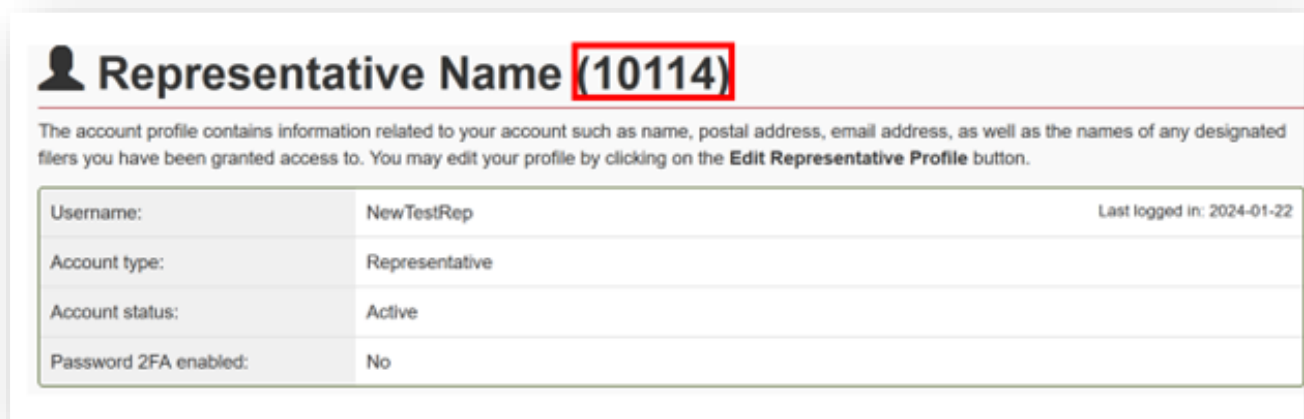 Representative Name (10114)
The account profile contains information related to your account such as name, postal address, email address, as well as the names of any designated
filers you have been granted access to. You may edit your profile by clicking on the Edit Representative Profile button.
Username: NewTestRep Last logged in: 2024-01-22
Account type: Representative
Account status: Active
Password 2FA enabled: No